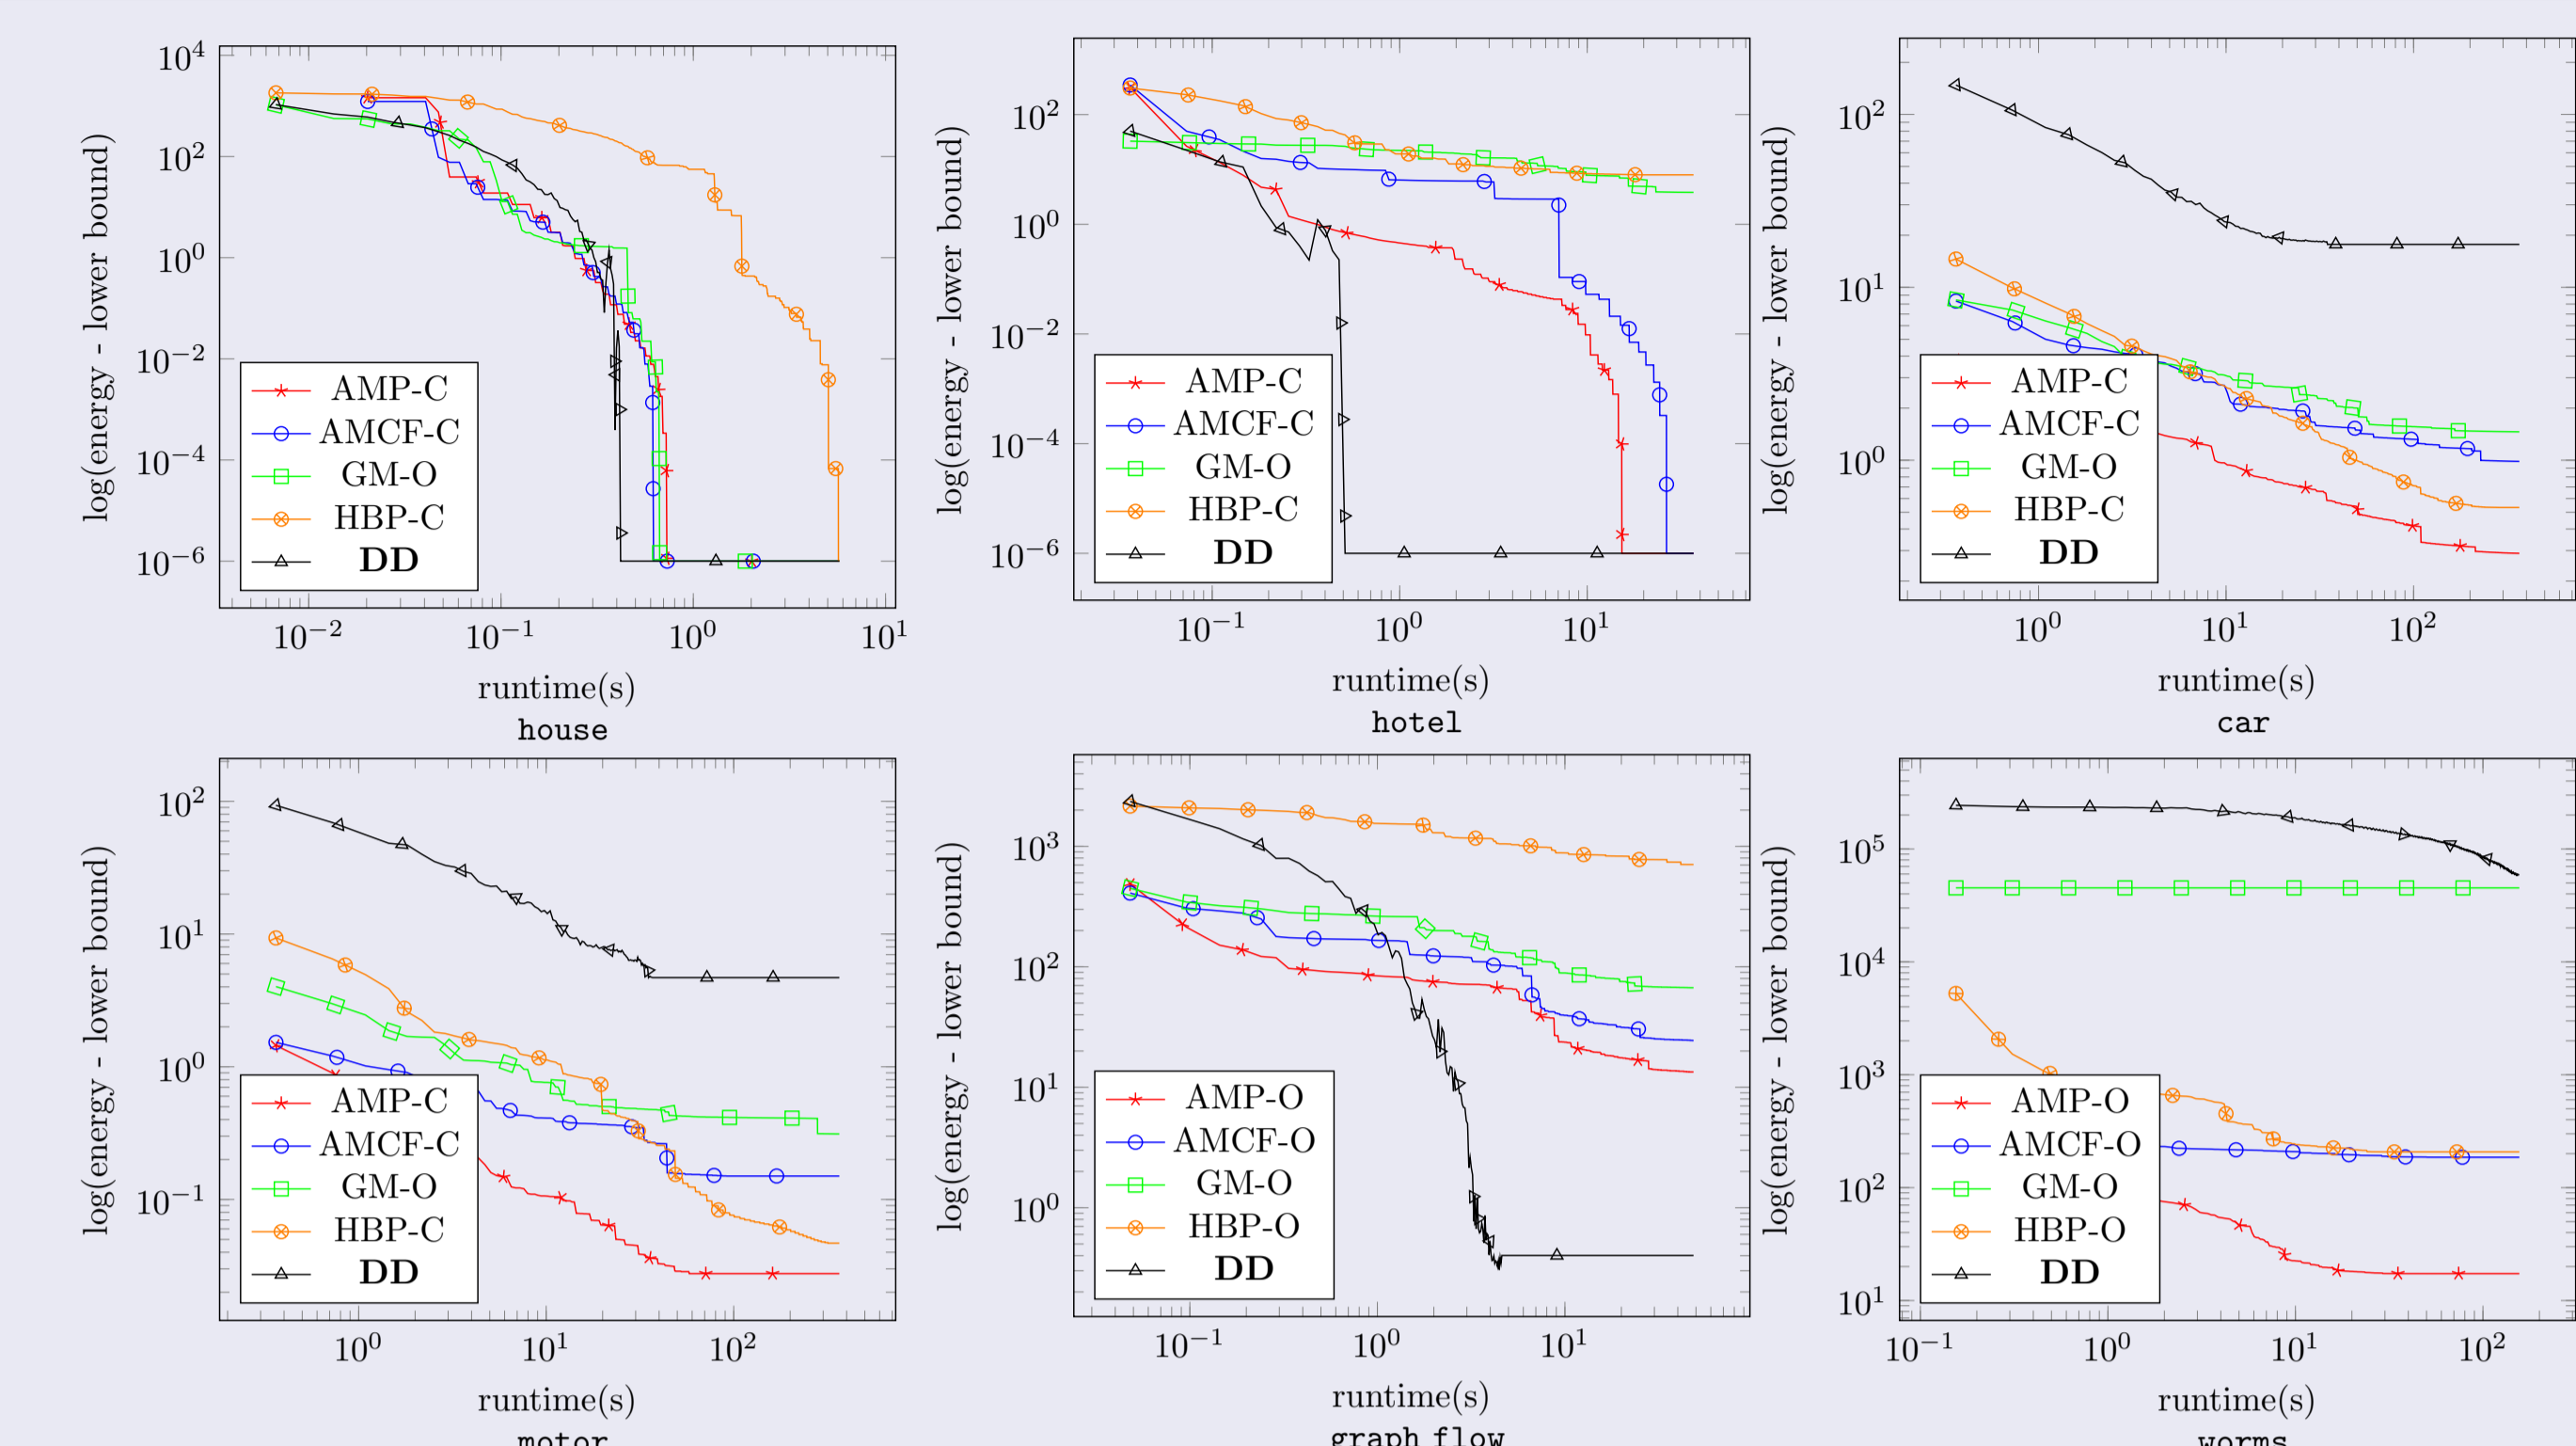 log(energy - lower bound)
10^4
10^2
10^0
10^−2
10^−4
10^−6
AMP-C
AMCF-C
GM-O
HBP-C
DD
10^−2
10^−1
10^0
10^1
runtime(s)
house
log(energy - lower bound)
10^2
10^0
10^−2
10^−4
10^−6
AMP-C
AMCF-C
GM-O
HBP-C
DD
10^−1
10^0
10^1
runtime(s)
hotel
log(energy - lower bound)
10^2
10^1
10^0
AMP-C
AMCF-C
GM-O
HBP-C
DD
10^0
10^1
10^2
runtime(s)
car
log(energy - lower bound)
10^2
10^1
10^0
10^−1
AMP-C
AMCF-C
GM-O
HBP-C
DD
10^0
10^1
10^2
runtime(s)
motor
log(energy - lower bound)
10^3
10^2
10^1
10^0
AMP-O
AMCF-O
GM-O
HBP-O
DD
10^−1
10^0
10^1
runtime(s)
graph flow
log(energy - lower bound)
10^5
10^4
10^3
10^2
10^1
AMP-O
AMCF-O
GM-O
HBP-O
DD
10^−1
10^0
10^1
10^2
runtime(s)
worms